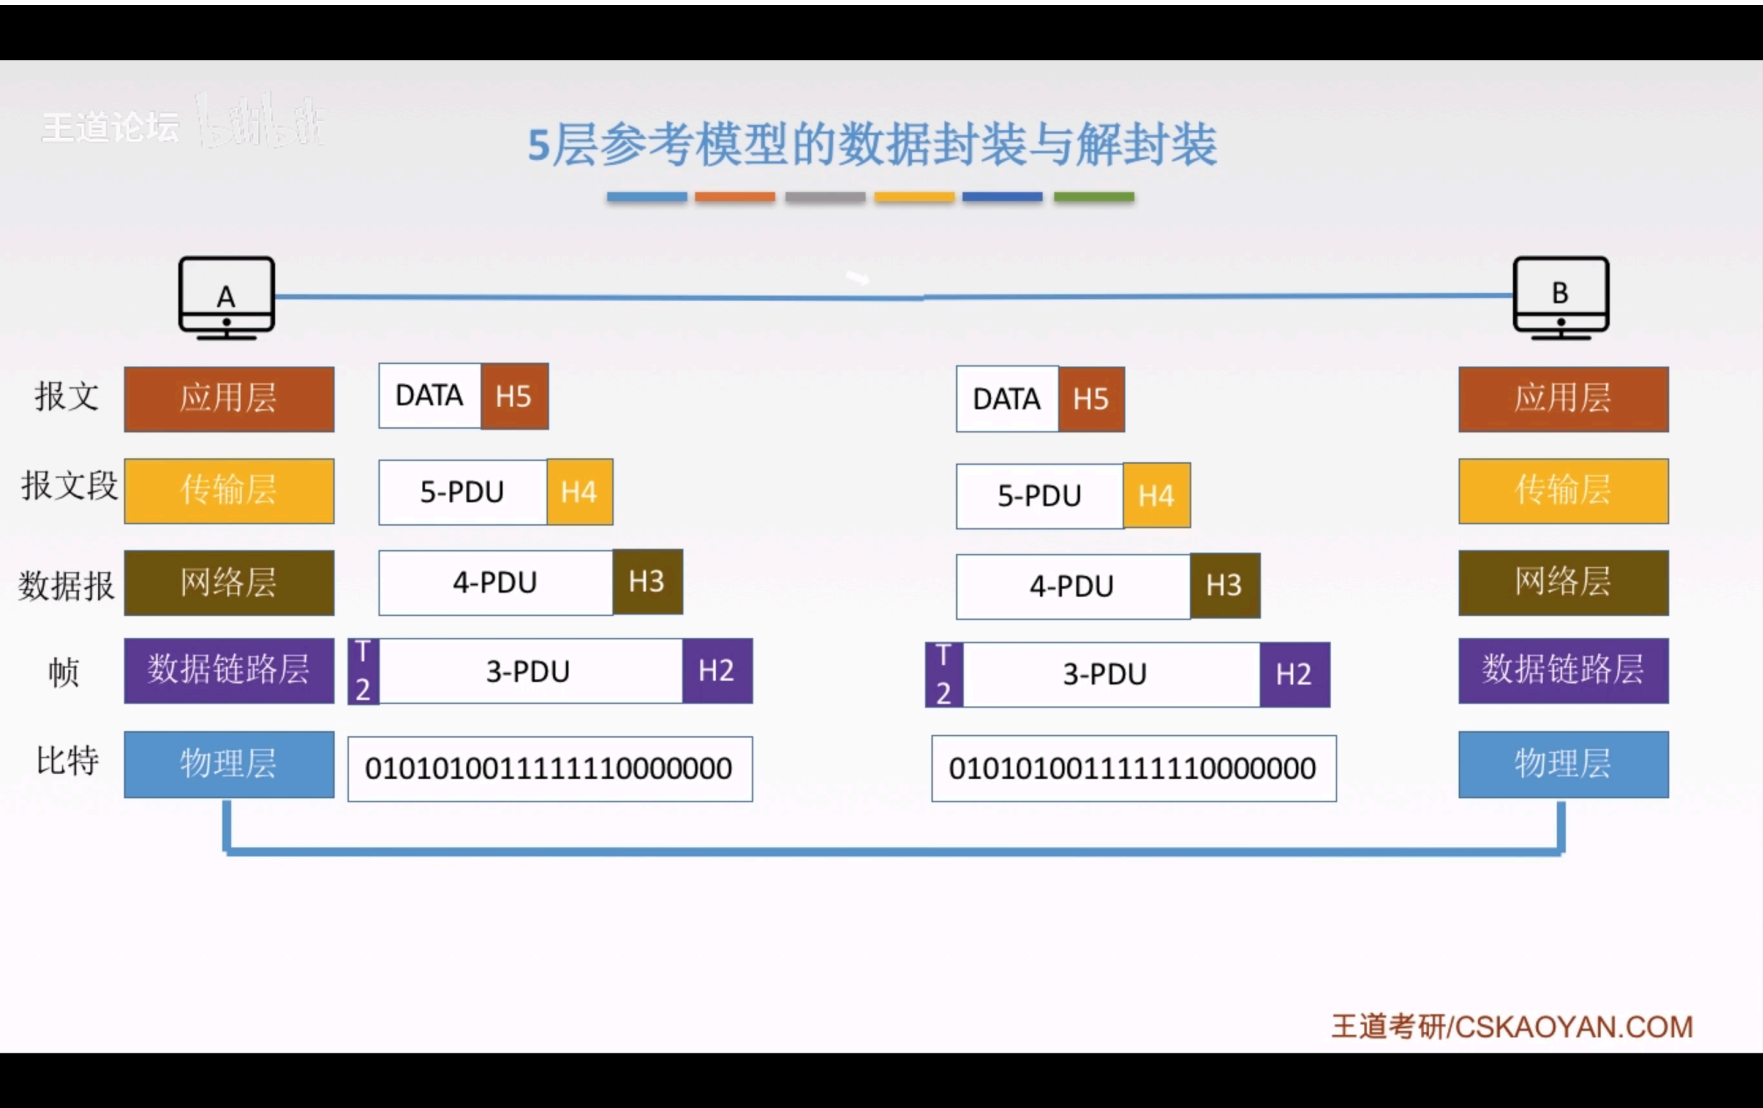 王道论坛 bilibili
5层参考模型的数据封装与解封装
A
B
报文 应用层 DATA H5 DATA H5 应用层
报文段 传输层 5-PDU H4 5-PDU H4 传输层
数据报 网络层 4-PDU H3 4-PDU H3 网络层
帧 数据链路层 T2 3-PDU H2 T2 3-PDU H2 数据链路层
比特 物理层 0101010011111110000000 0101010011111110000000 物理层
王道考研/CSKAOYAN.COM